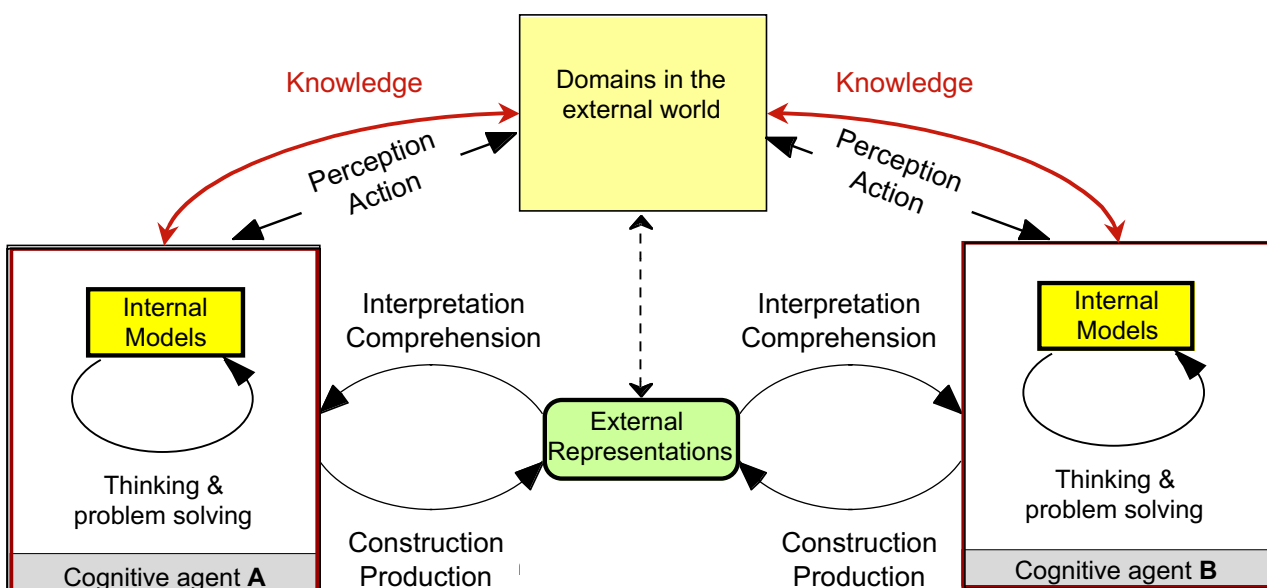 Knowledge
Domains in the
external world
Knowledge
Perception
Action
Perception
Action
Internal
Models
Thinking &
problem solving
Cognitive agent A
Interpretation
Comprehension
Interpretation
Comprehension
External
Representations
Construction
Production
Construction
Production
Internal
Models
Thinking &
problem solving
Cognitive agent B